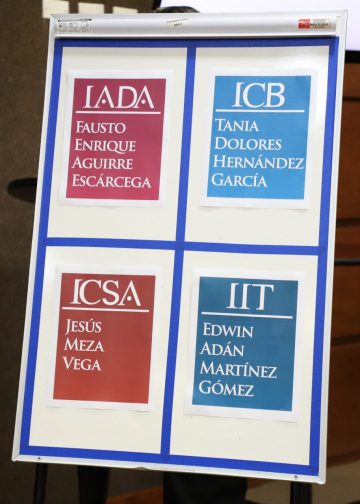 IADA
FAUSTO
ENRIQUE
AGUIRRE
ESCÁRCEGA
ICB
TANIA
DOLORES
HERNÁNDEZ
GARCÍA
ICSA
JESÚS
MEZA
VEGA
IIT
EDWIN
ADÁN
MARTÍNEZ
GÓMEZ